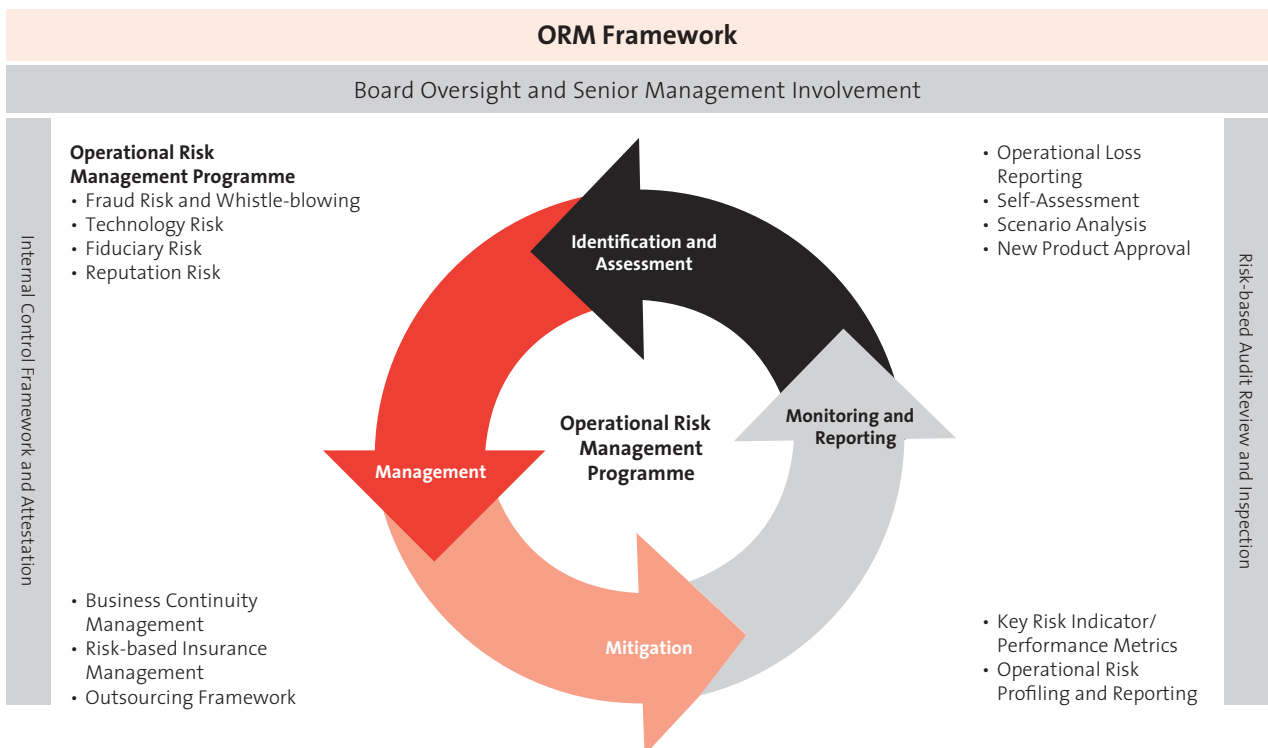 ORM Framework
Board Oversight and Senior Management Involvement
Internal Control Framework and Attestation
Operational Risk
Management Programme
• Fraud Risk and Whistle-blowing
• Technology Risk
• Fiduciary Risk
• Reputation Risk
• Operational Loss
Reporting
• Self-Assessment
• Scenario Analysis
• New Product Approval
Risk-based Audit Review and Inspection
Identification and
Assessment
Monitoring and
Reporting
Operational Risk
Management
Programme
Management
Mitigation
• Business Continuity
Management
• Risk-based Insurance
Management
• Outsourcing Framework
• Key Risk Indicator/
Performance Metrics
• Operational Risk
Profiling and Reporting